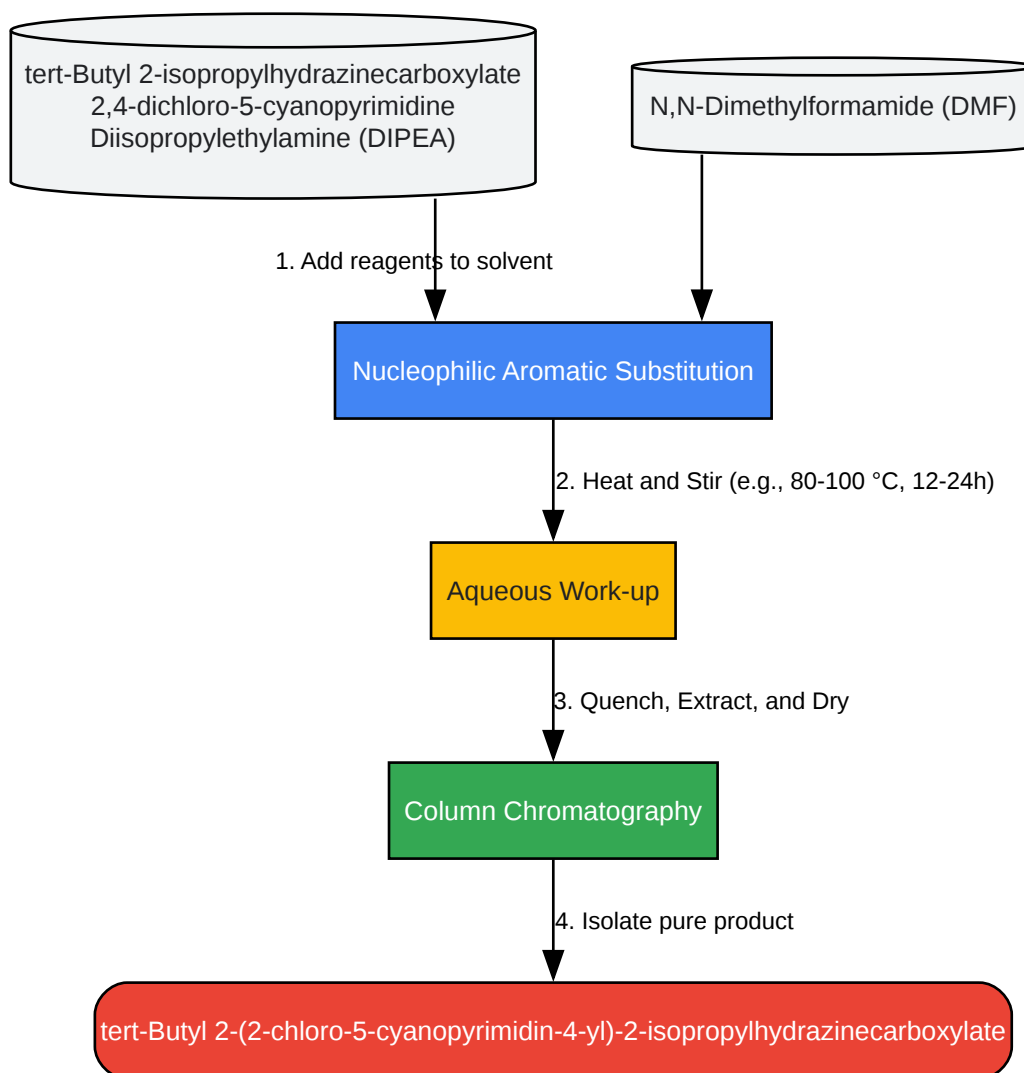 tert-Butyl 2-isopropylhydrazinecarboxylate
2,4-dichloro-5-cyanopyrimidine
Diisopropylethylamine (DIPEA)
N,N-Dimethylformamide (DMF)
1. Add reagents to solvent
Nucleophilic Aromatic Substitution
2. Heat and Stir (e.g., 80-100 °C, 12-24h)
Aqueous Work-up
3. Quench, Extract, and Dry
Column Chromatography
4. Isolate pure product
tert-Butyl 2-(2-chloro-5-cyanopyrimidin-4-yl)-2-isopropylhydrazinecarboxylate